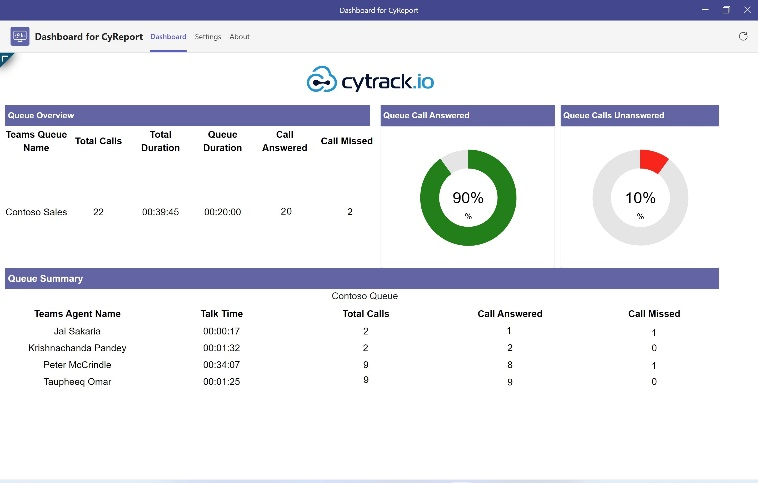 Dashboard for CyReport
Dashboard for CyReport Dashboard Settings About
cytrack.io
Queue Overview
Teams Queue Name Total Calls Total Duration Queue Duration Call Answered Call Missed
Contoso Sales 22 00:39:45 00:20:00 20 2
Queue Call Answered
90%
%
Queue Calls Unanswered
10%
%
Queue Summary
Contoso Queue
Teams Agent Name Talk Time Total Calls Call Answered Call Missed
Jai Sakaria 00:00:17 2 1 1
Krishnachanda Pandey 00:01:32 2 2 0
Peter McCrindle 00:34:07 9 8 1
Taupheeq Omar 00:01:25 9 9 0